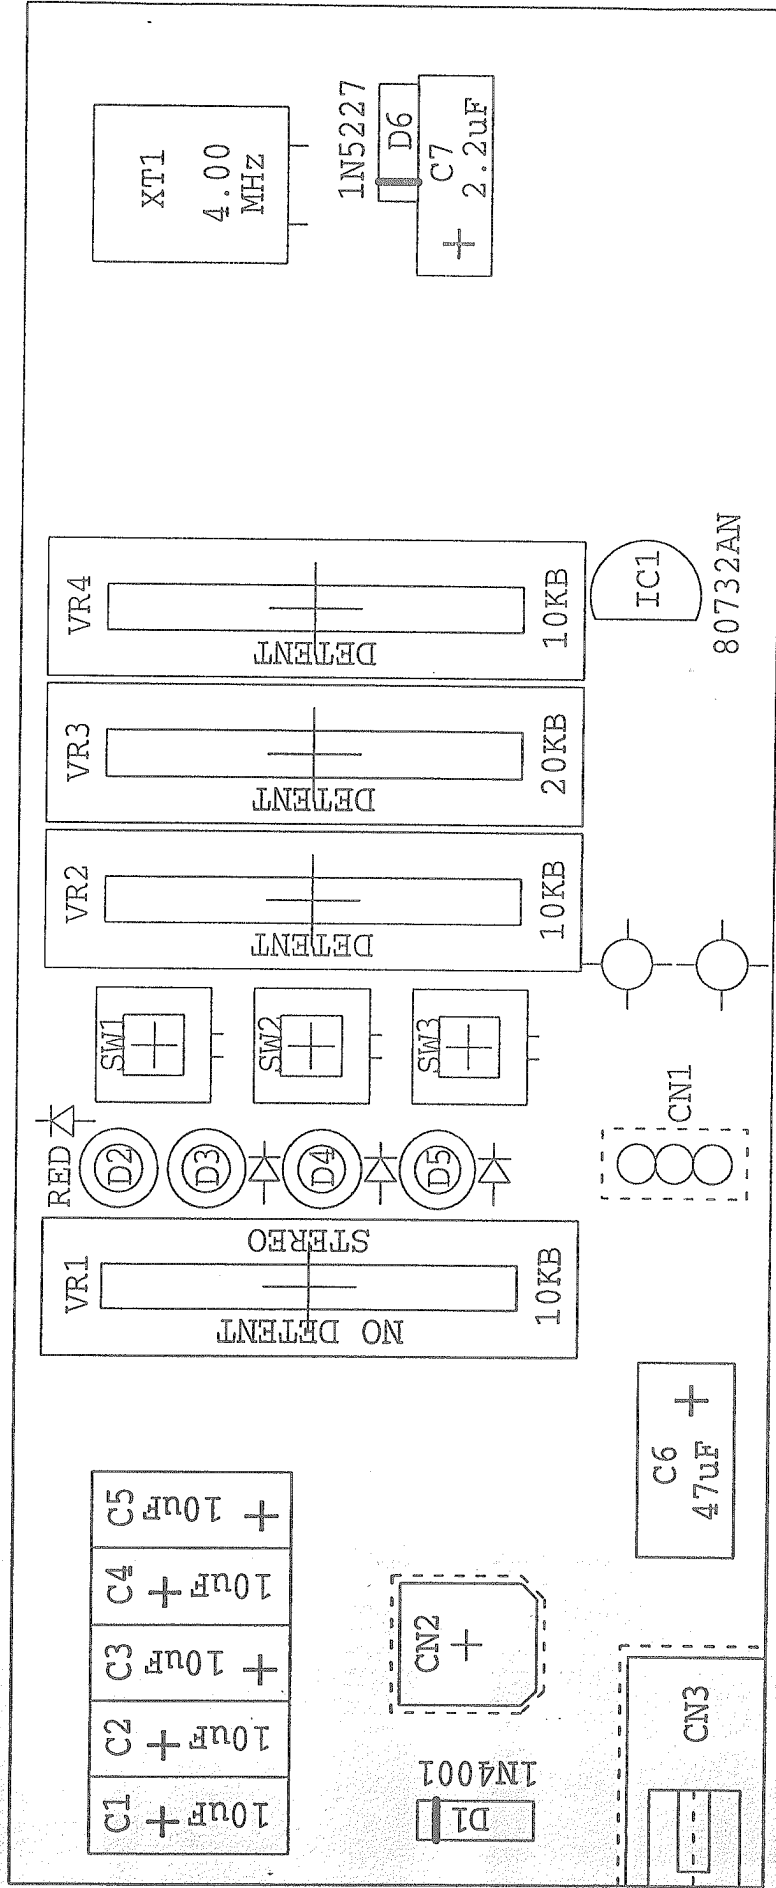 XT1
4.00
MHz
1N5227
D6
C7
2.2uF
+
VR4
DETENT
10KB
IC1
80732AN
VR3
DETENT
20KB
VR2
DETENT
10KB
SW1
SW2
SW3
RED
D2
D3
D4
D5
CN1
VR1
STEREO
NO DETENT
10KB
C6
47uF
+
C5
10uF
+
C4
10uF
+
C3
10uF
+
C2
10uF
+
C1
10uF
+
CN2
1N4001
D1
CN3